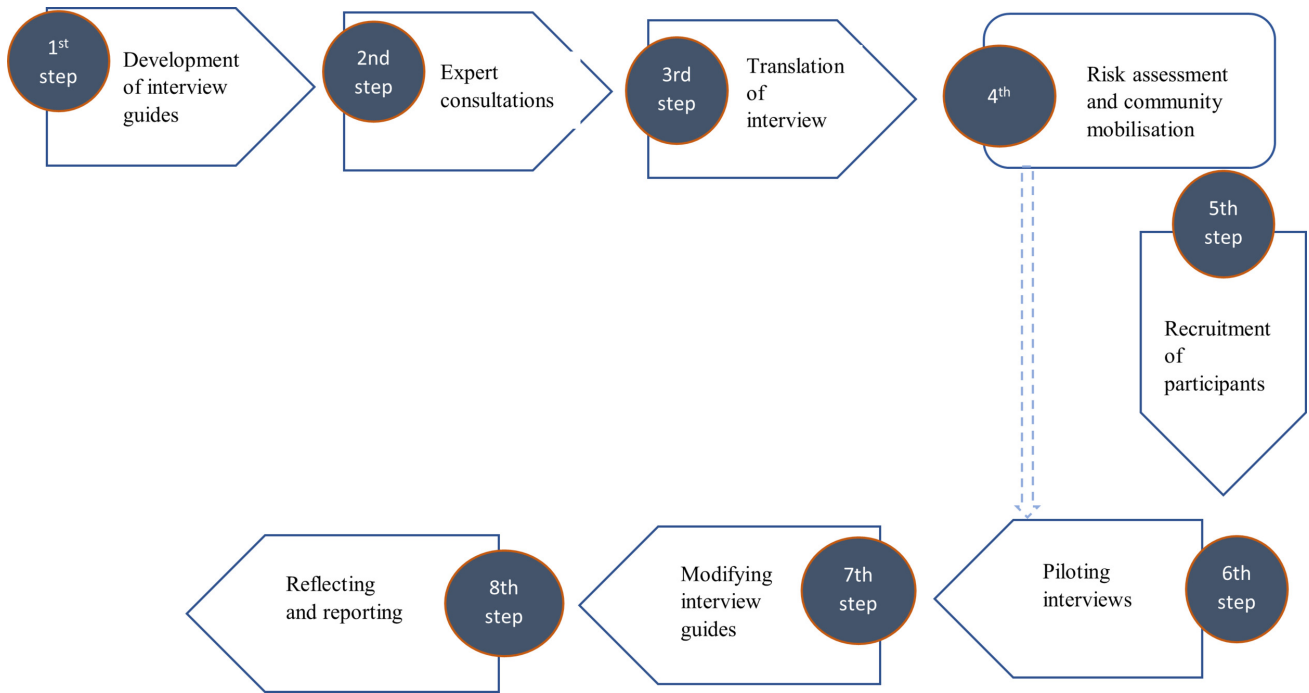 1st
step
Development
of interview
guides
2nd
step
Expert
consultations
3rd
step
Translation
of
interview
4th
Risk assessment
and community
mobilisation
5th
step
Recruitment
of
participants
6th
step
Piloting
interviews
7th
step
Modifying
interview
guides
8th
step
Reflecting
and reporting